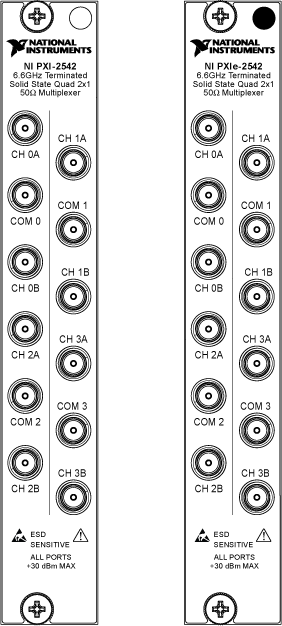 NATIONAL
INSTRUMENTS
NI PXI-2542
6.6GHz Terminated
Solid State Quad 2x1
50Ω Multiplexer
CH 0A
CH 1A
COM 0
COM 1
CH 0B
CH 1B
CH 2A
CH 3A
COM 2
COM 3
CH 2B
CH 3B
ESD
SENSITIVE
ALL PORTS
+30 dBm MAX
NATIONAL
INSTRUMENTS
NI PXIe-2542
6.6GHz Terminated
Solid State Quad 2x1
50Ω Multiplexer
CH 0A
CH 1A
COM 0
COM 1
CH 0B
CH 1B
CH 2A
CH 3A
COM 2
COM 3
CH 2B
CH 3B
ESD
SENSITIVE
ALL PORTS
+30 dBm MAX